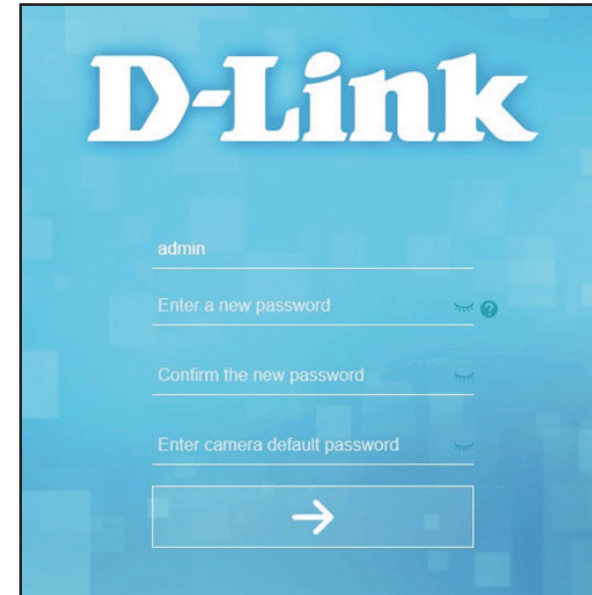 D-Link
admin
Enter a new password
?
Confirm the new password
Enter camera default password